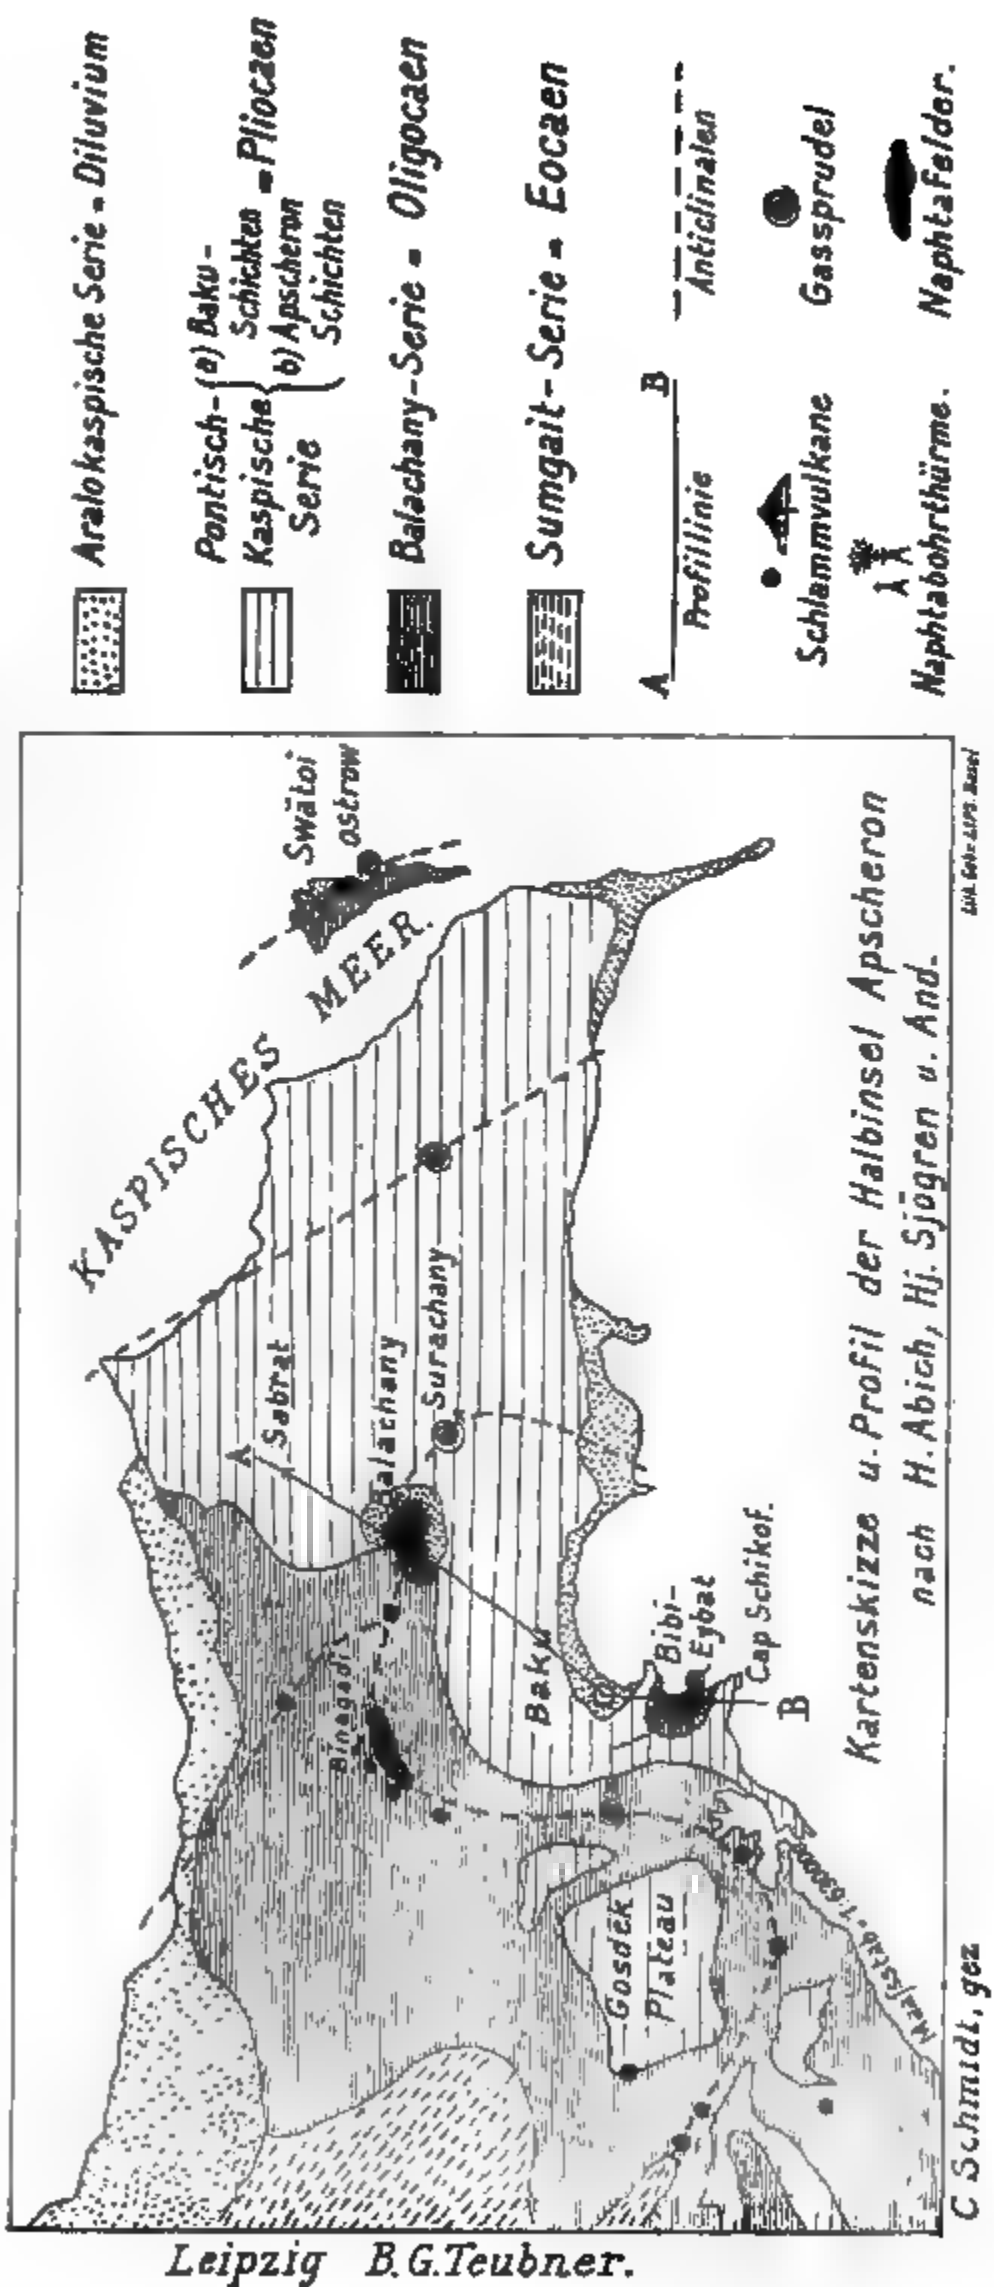 Aralokaspische Serie = Diluvium
Pontisch-
Kaspische
Serie
a) Baku-
Schichten
b) Apscheron
Schichten
= Pliocaen
Balachany-Serie = Oligocaen
Sumgait-Serie = Eocaen
A B
Profillinie
Anticlinalen
Schlammvulkane
Gassprudel
Naphtabohrthürme.
Naphtafelder.
KASPISCHES
MEER.
Swätoi
ostrow
A
Sabrat
Balachany
Surachany
Binagadi
Baku
Bibi-
Eybat
Cap Schikof.
B
Gosdek
Plateau
Kartenskizze u. Profil der Halbinsel Apscheron
nach H. Abich, Hj. Sjögren u. And.
C Schmidt, gez
Leipzig B.G. Teubner.